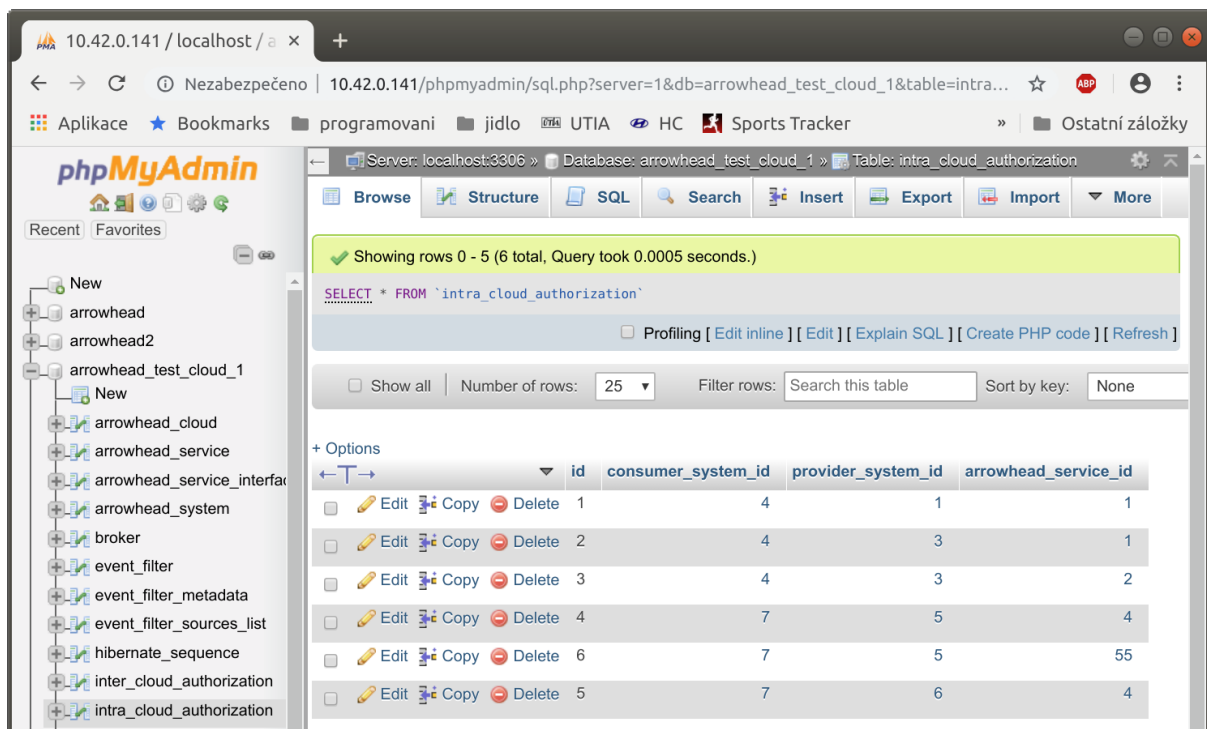 10.42.0.141 / localhost / a × +
Nezabezpečeno | 10.42.0.141/phpmyadmin/sql.php?server=1&db=arrowhead_test_cloud_1&table=intra... ABP
Aplikace Bookmarks programovani jidlo UTIA HC Sports Tracker » Ostatní záložky
phpMyAdmin
Recent Favorites
New
arrowhead
arrowhead2
arrowhead_test_cloud_1
New
arrowhead_cloud
arrowhead_service
arrowhead_service_interfac
arrowhead_system
broker
event_filter
event_filter_metadata
event_filter_sources_list
hibernate_sequence
inter_cloud_authorization
intra_cloud_authorization
Server: localhost:3306 » Database: arrowhead_test_cloud_1 » Table: intra_cloud_authorization
Browse Structure SQL Search Insert Export Import More
Showing rows 0 - 5 (6 total, Query took 0.0005 seconds.)
SELECT * FROM `intra_cloud_authorization`
Profiling [ Edit inline ] [ Edit ] [ Explain SQL ] [ Create PHP code ] [ Refresh ]
Show all | Number of rows: 25 Filter rows: Search this table Sort by key: None
+ Options
←T→ id consumer_system_id provider_system_id arrowhead_service_id
Edit Copy Delete 1 4 1 1
Edit Copy Delete 2 4 3 1
Edit Copy Delete 3 4 3 2
Edit Copy Delete 4 7 5 4
Edit Copy Delete 6 7 5 55
Edit Copy Delete 5 7 6 4